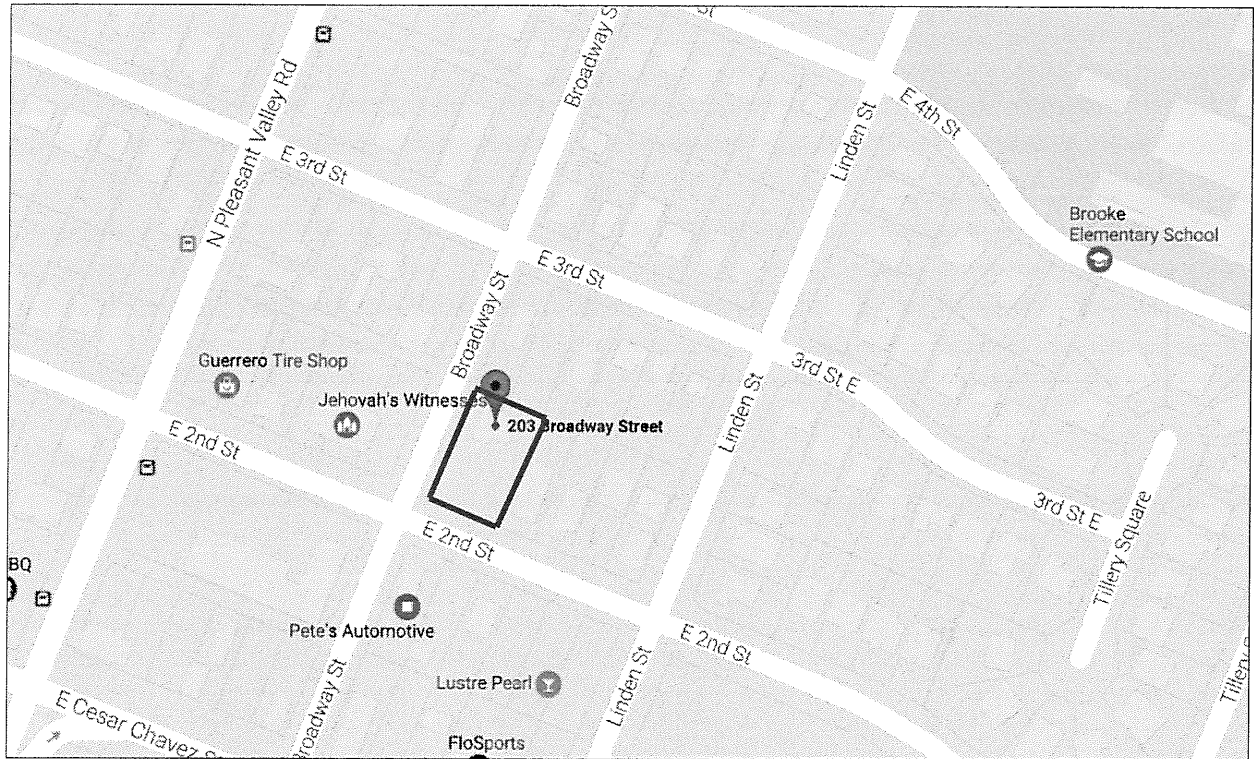 St
Broadway S
N Pleasant Valley Rd
Linden St
E 4th St
E 3rd St
Brooke
Elementary School
E 3rd St
Broadway St
Guerrero Tire Shop
3rd St E
Jehovah's Witnesses
Linden St
203 Broadway Street
E 2nd St
3rd St E
E 2nd St
Tillery Square
BQ
Pete's Automotive
E 2nd St
Lustre Pearl
Linden St
Broadway St
Tillery
E Cesar Chavez S
FloSports